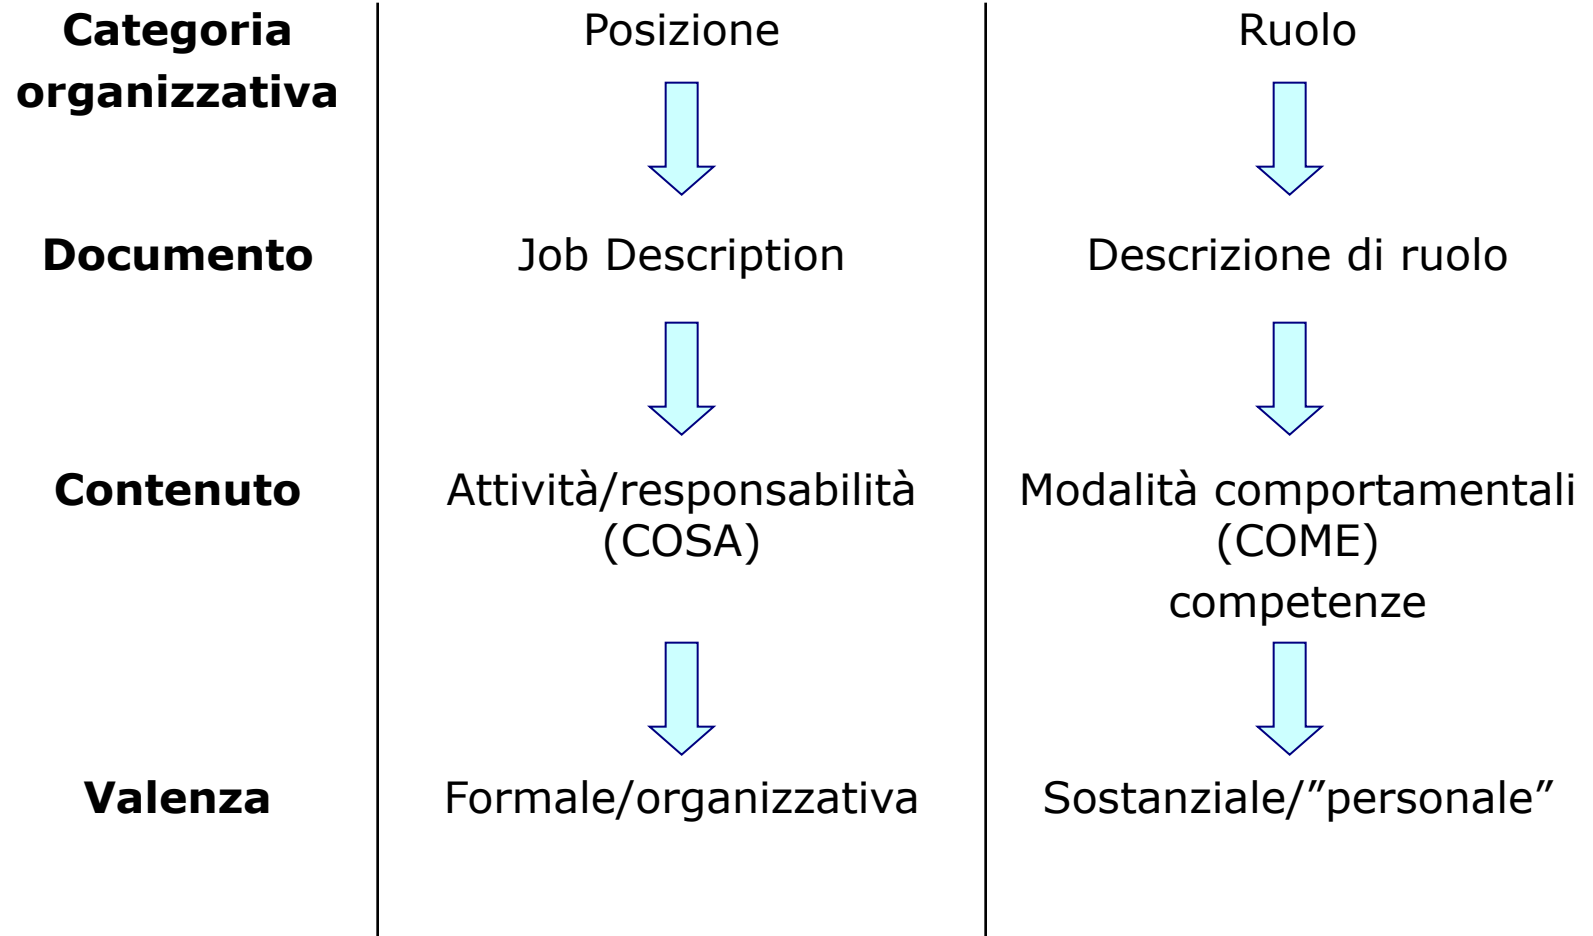 Categoria
organizzativa
Posizione
Ruolo
Documento
Job Description
Descrizione di ruolo
Contenuto
Attività/responsabilità
(COSA)
Modalità comportamentali
(COME)
competenze
Valenza
Formale/organizzativa
Sostanziale/”personale”